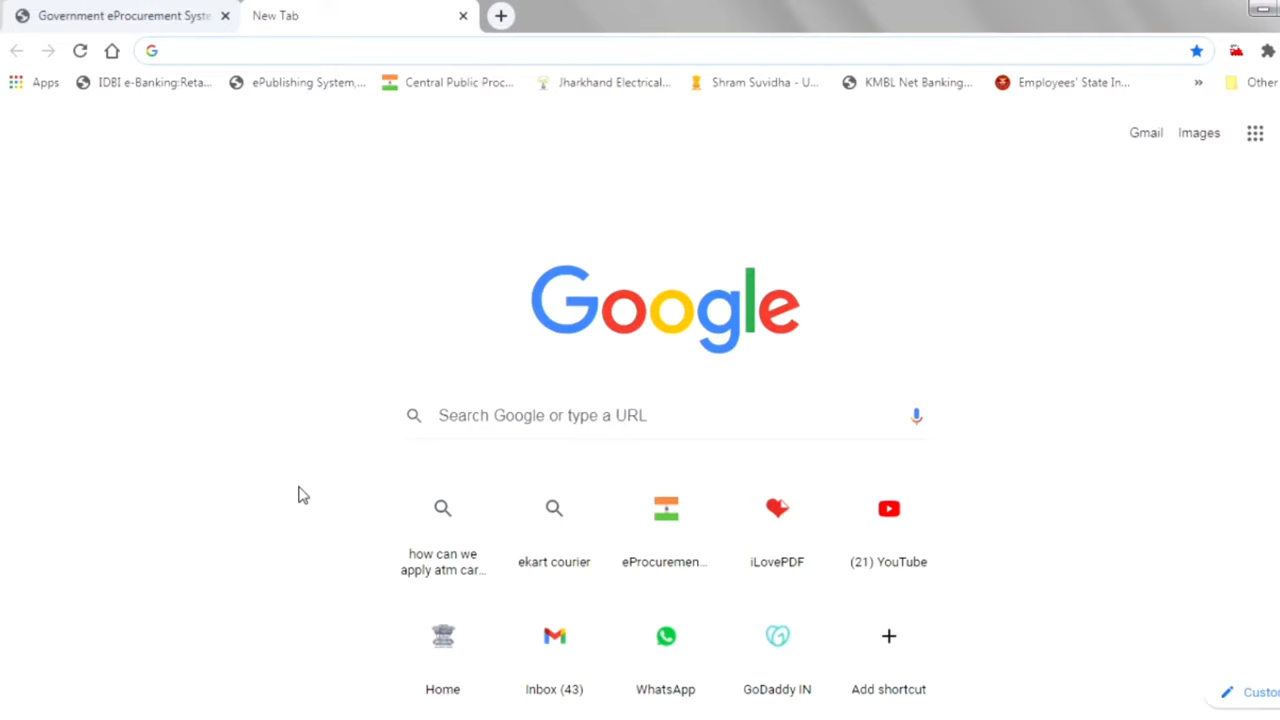 Government eProcurement Syste
New Tab
Apps
IDBI e-Banking:Reta...
ePublishing System,...
Central Public Proc...
Jharkhand Electrical...
Shram Suvidha - U...
KMBL Net Banking...
Employees' State In...
»
Other
Gmail
Images
Google
Search Google or type a URL
how can we
apply atm car...
ekart courier
eProcuremen...
iLovePDF
(21) YouTube
Home
Inbox (43)
WhatsApp
GoDaddy IN
Add shortcut
Custo